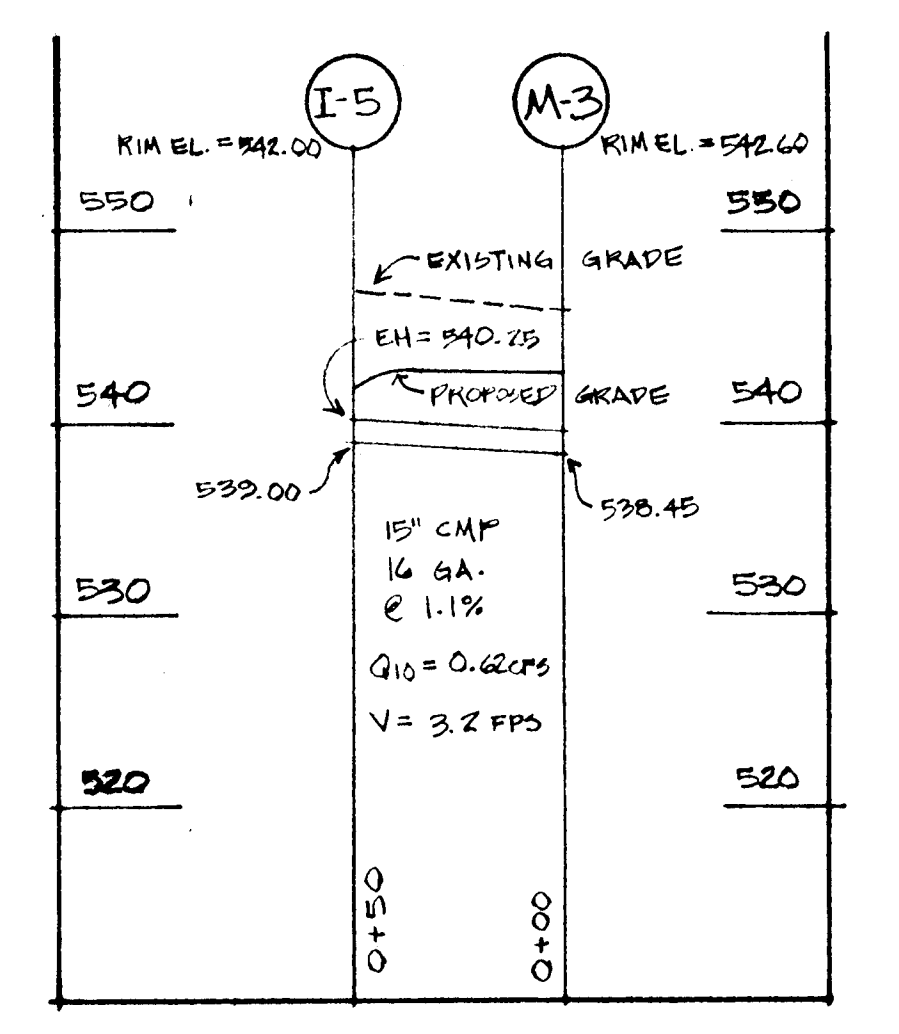 I-5
M-3
RIM EL. = 542.00
RIM EL. = 542.60
550
550
EXISTING GRADE
EH = 540.25
540
PROPOSED GRADE
540
539.00
538.45
15" CMP
16 GA.
@ 1.1%
530
530
Q10 = 0.62 CFS
V = 3.2 FPS
520
520
0+50
0+00